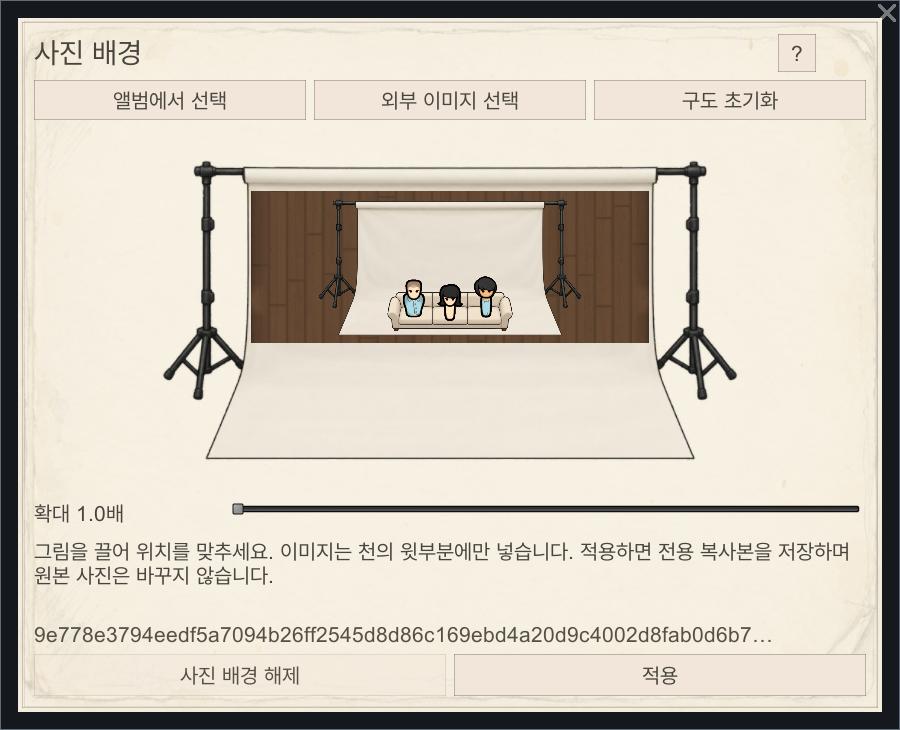 사진 배경
?
앨범에서 선택
외부 이미지 선택
구도 초기화
확대 1.0배
그림을 끌어 위치를 맞추세요. 이미지는 천의 윗부분에만 넣습니다. 적용하면 전용 복사본을 저장하며
원본 사진은 바꾸지 않습니다.
9e778e3794eedf5a7094b26ff2545d8d86c169ebd4a20d9c4002d8fab0d6b7...
사진 배경 해제
적용